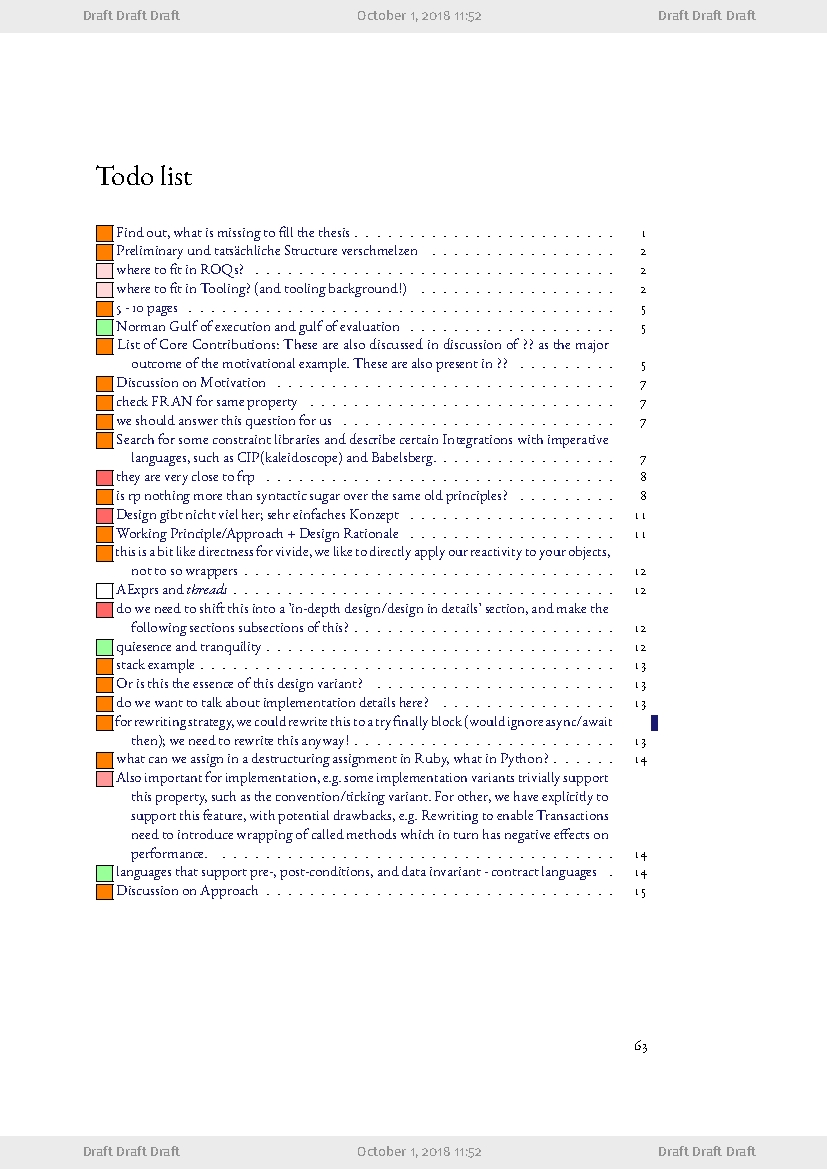 Draft Draft Draft October 1, 2018 11:52 Draft Draft Draft
Todo list
Find out, what is missing to fill the thesis . . . . . . . . . . . . . . . . . . . . . . . . 1
Preliminary und tatsächliche Structure verschmelzen . . . . . . . . . . . . . . . . . 2
where to fit in ROQs? . . . . . . . . . . . . . . . . . . . . . . . . . . . . . . . . . 2
where to fit in Tooling? (and tooling background!) . . . . . . . . . . . . . . . . . . 2
5 - 10 pages . . . . . . . . . . . . . . . . . . . . . . . . . . . . . . . . . . . . . . . 5
Norman Gulf of execution and gulf of evaluation . . . . . . . . . . . . . . . . . . . 5
List of Core Contributions: These are also discussed in discussion of ?? as the major
outcome of the motivational example. These are also present in ?? . . . . . . . . . 5
Discussion on Motivation . . . . . . . . . . . . . . . . . . . . . . . . . . . . . . . 7
check FRAN for same property . . . . . . . . . . . . . . . . . . . . . . . . . . . . 7
we should answer this question for us . . . . . . . . . . . . . . . . . . . . . . . . . 7
Search for some constraint libraries and describe certain Integrations with imperative
languages, such as CIP(kaleidoscope) and Babelsberg. . . . . . . . . . . . . . . . . 7
they are very close to frp . . . . . . . . . . . . . . . . . . . . . . . . . . . . . . . . 8
is rp nothing more than syntactic sugar over the same old principles? . . . . . . . . . 8
Design gibt nicht viel her; sehr einfaches Konzept . . . . . . . . . . . . . . . . . . . 11
Working Principle/Approach + Design Rationale . . . . . . . . . . . . . . . . . . . 11
this is a bit like directness for vivide, we like to directly apply our reactivity to your objects,
not to so wrappers . . . . . . . . . . . . . . . . . . . . . . . . . . . . . . . . . . 12
AExprs and threads . . . . . . . . . . . . . . . . . . . . . . . . . . . . . . . . . . . 12
do we need to shift this into a 'in-depth design/design in details' section, and make the
following sections subsections of this? . . . . . . . . . . . . . . . . . . . . . . . . 12
quiesence and tranquility . . . . . . . . . . . . . . . . . . . . . . . . . . . . . . . . 12
stack example . . . . . . . . . . . . . . . . . . . . . . . . . . . . . . . . . . . . . . 13
Or is this the essence of this design variant? . . . . . . . . . . . . . . . . . . . . . . 13
do we want to talk about implementation details here? . . . . . . . . . . . . . . . . 13
for rewriting strategy, we could rewrite this to a try finally block (would ignore async/await
then); we need to rewrite this anyway! . . . . . . . . . . . . . . . . . . . . . . . . 13
what can we assign in a destructuring assignment in Ruby, what in Python? . . . . . . 14
Also important for implementation, e.g. some implementation variants trivially support
this property, such as the convention/ticking variant. For other, we have explicitly to
support this feature, with potential drawbacks, e.g. Rewriting to enable Transactions
need to introduce wrapping of called methods which in turn has negative effects on
performance. . . . . . . . . . . . . . . . . . . . . . . . . . . . . . . . . . . . . 14
languages that support pre-, post-conditions, and data invariant - contract languages . 14
Discussion on Approach . . . . . . . . . . . . . . . . . . . . . . . . . . . . . . . . 15
63
Draft Draft Draft October 1, 2018 11:52 Draft Draft Draft